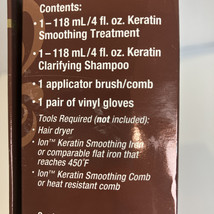 Contents:
• 1–118 mL/4 fl. oz. Keratin
Smoothing Treatment
• 1–118 mL/4 fl. oz. Keratin
Clarifying Shampoo
• 1 applicator brush/comb
• 1 pair of vinyl gloves
Tools Required (not included):
• Hair dryer
• Ion™ Keratin Smoothing Iron
or comparable flat iron that
reaches 450°F
• Ion™ Keratin Smoothing Comb
or heat resistant comb